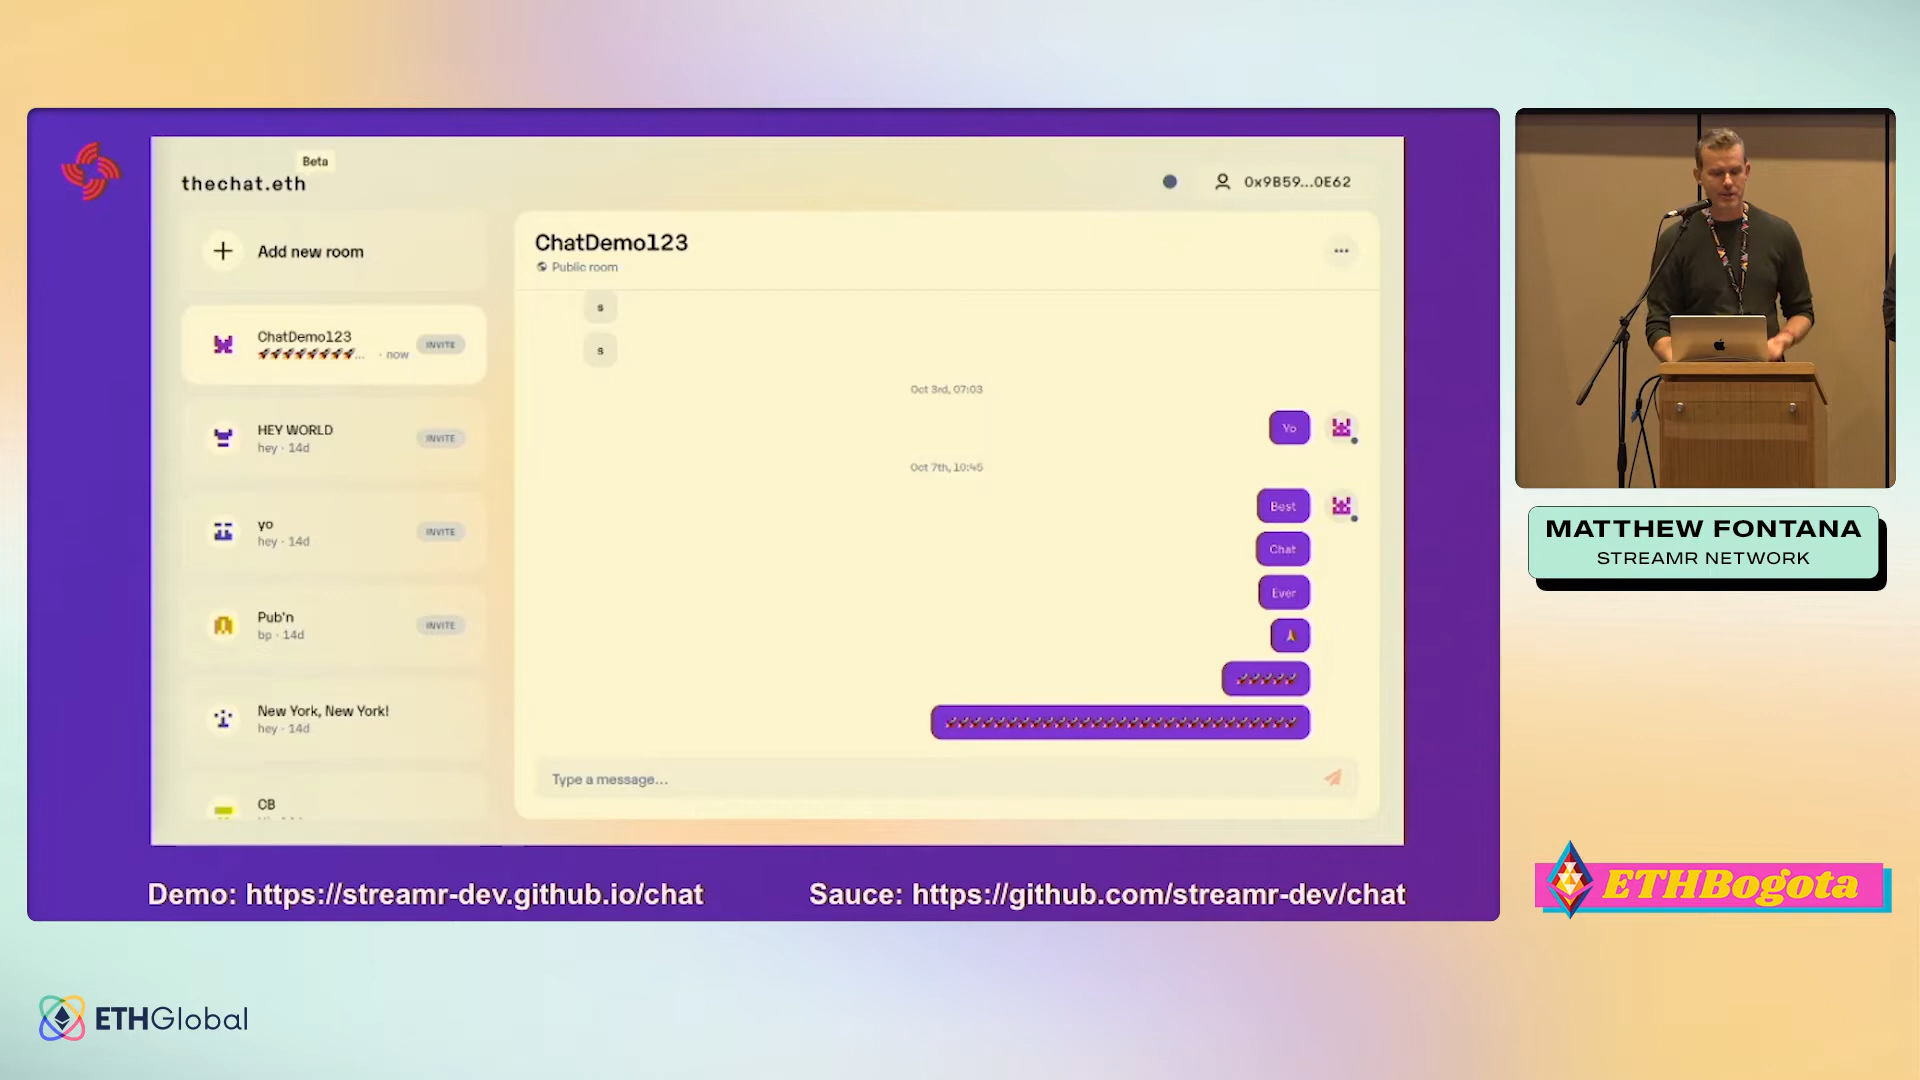 Beta
thechat.eth
0x9B59...0E62
Add new room
ChatDemo123
... · now
INVITE
HEY WORLD
hey · 14d
INVITE
yo
hey · 14d
INVITE
Pub'n
bp · 14d
INVITE
New York, New York!
hey · 14d
CB
ChatDemo123
Public room
s
s
Oct 3rd, 07:03
Yo
Oct 7th, 10:45
Best
Chat
Ever
Type a message...
Demo: https://streamr-dev.github.io/chat
Sauce: https://github.com/streamr-dev/chat
MATTHEW FONTANA
STREAMR NETWORK
ETHBogota
ETHGlobal